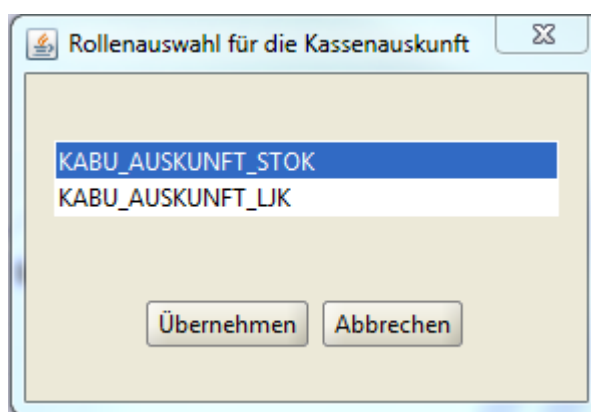 Rollenauswahl für die Kassenauskunft
KABU_AUSKUNFT_STOK
KABU_AUSKUNFT_LJK
Übernehmen Abbrechen